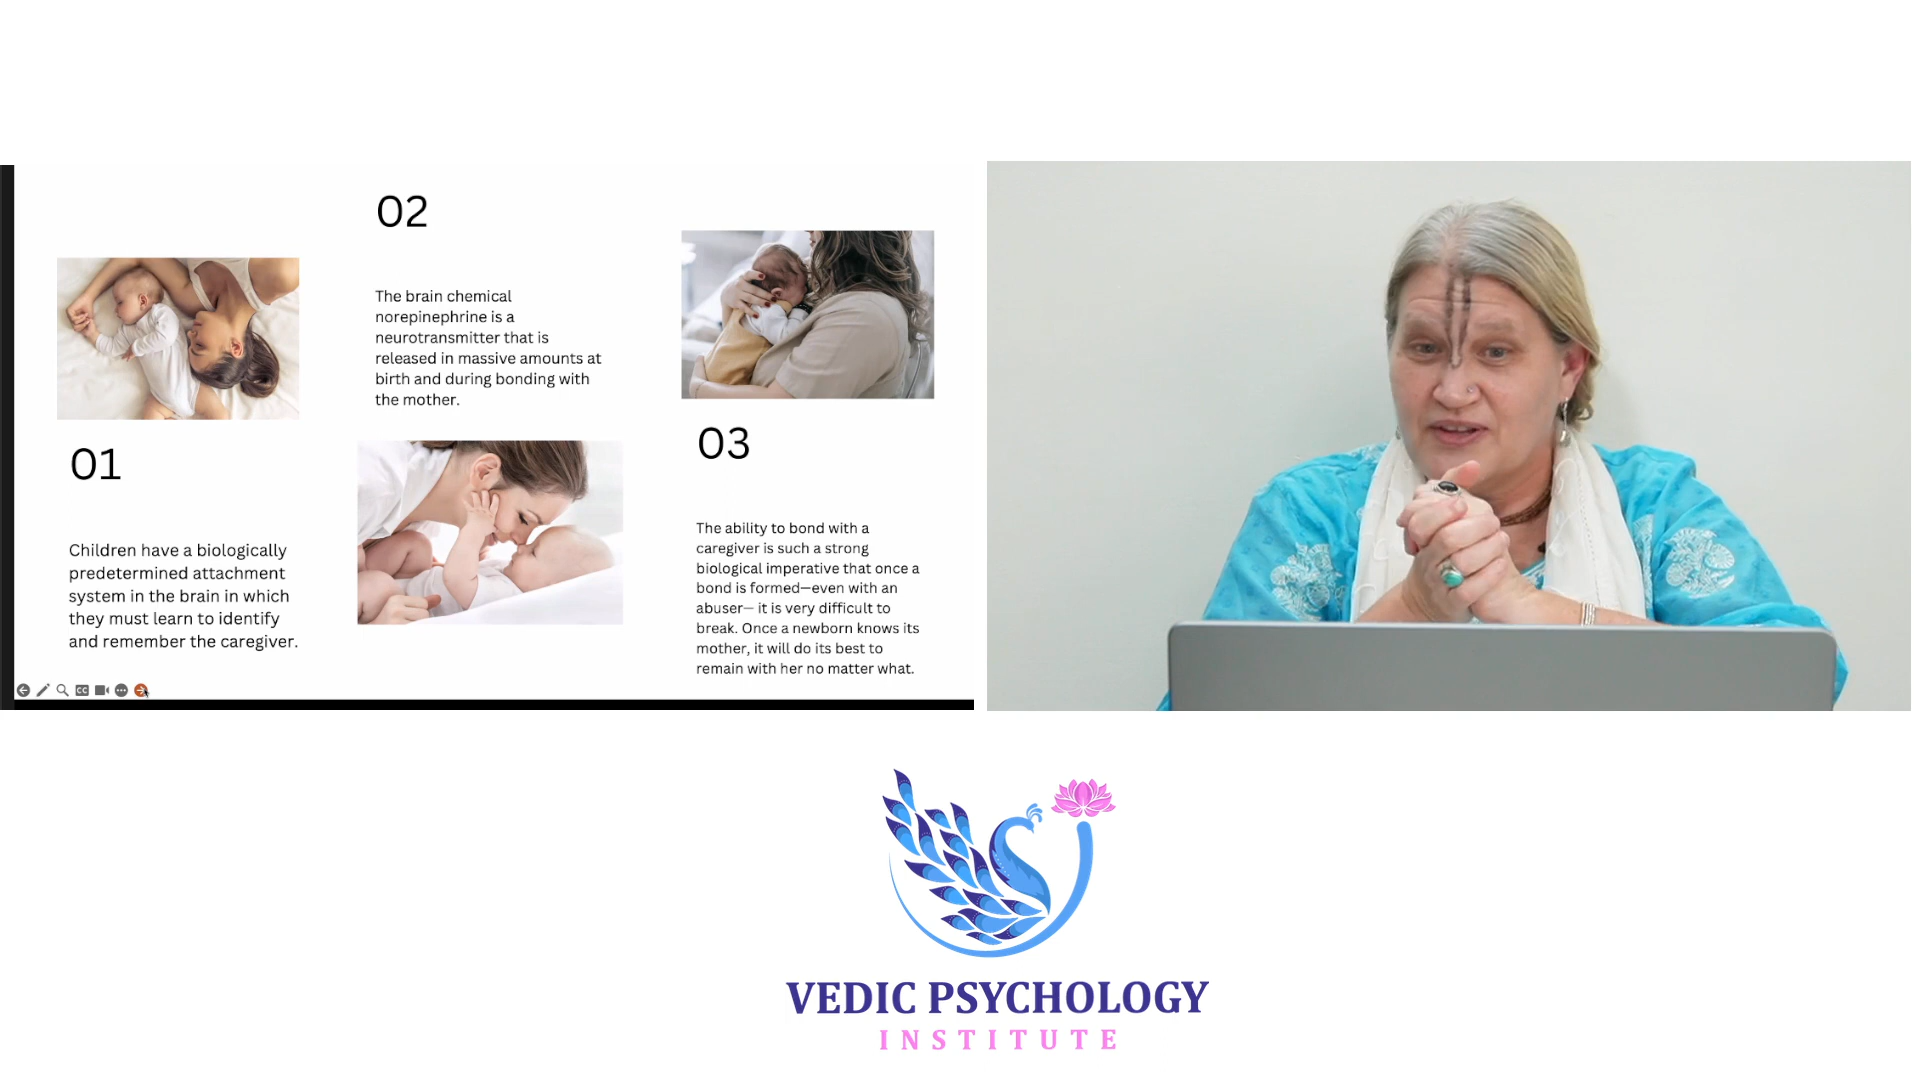 01
Children have a biologically
predetermined attachment
system in the brain in which
they must learn to identify
and remember the caregiver.
02
The brain chemical
norepinephrine is a
neurotransmitter that is
released in massive amounts at
birth and during bonding with
the mother.
03
The ability to bond with a
caregiver is such a strong
biological imperative that once a
bond is formed—even with an
abuser— it is very difficult to
break. Once a newborn knows its
mother, it will do its best to
remain with her no matter what.
CC
VEDIC PSYCHOLOGY
INSTITUTE